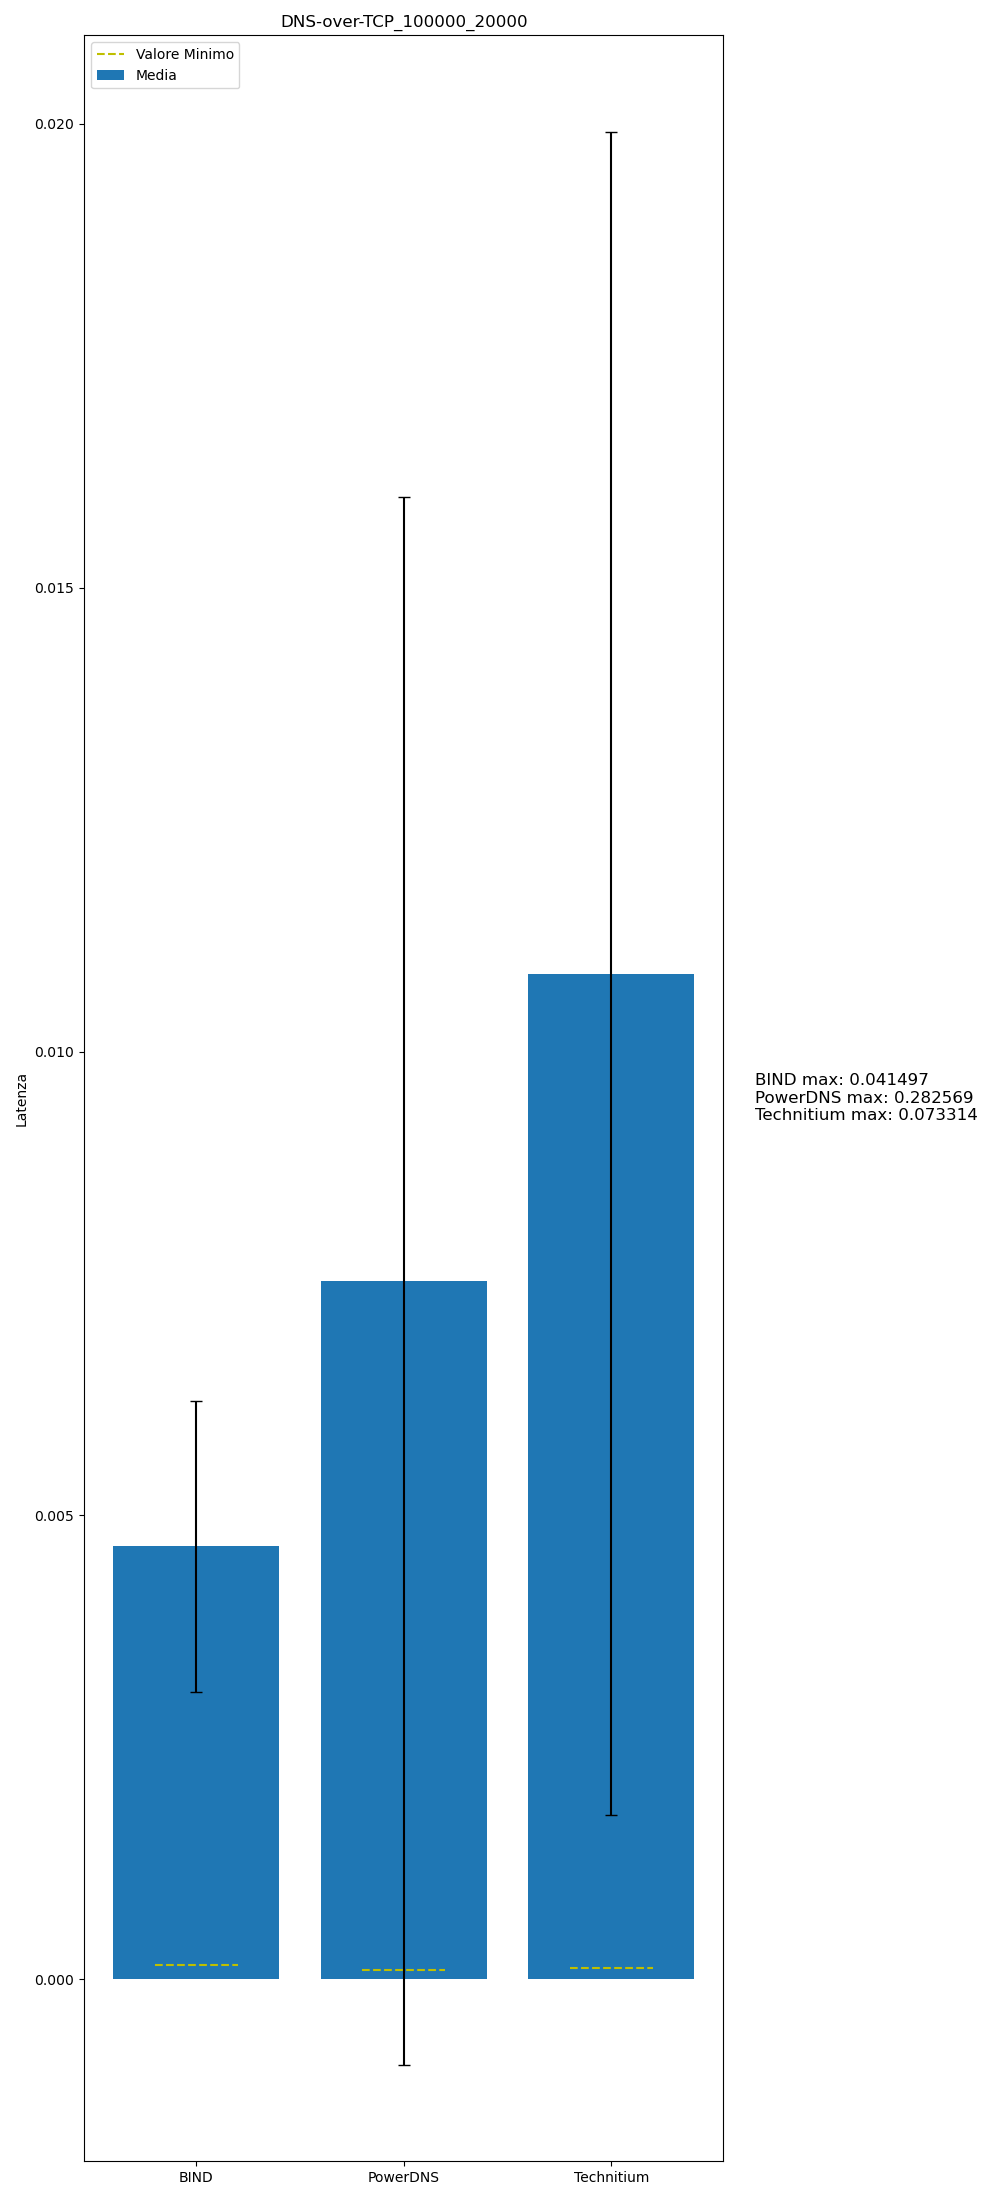 DNS-over-TCP_100000_20000
Valore Minimo
Media
0.020
0.015
0.010
0.005
0.000
Latenza
BIND max: 0.041497
PowerDNS max: 0.282569
Technitium max: 0.073314
BIND
PowerDNS
Technitium